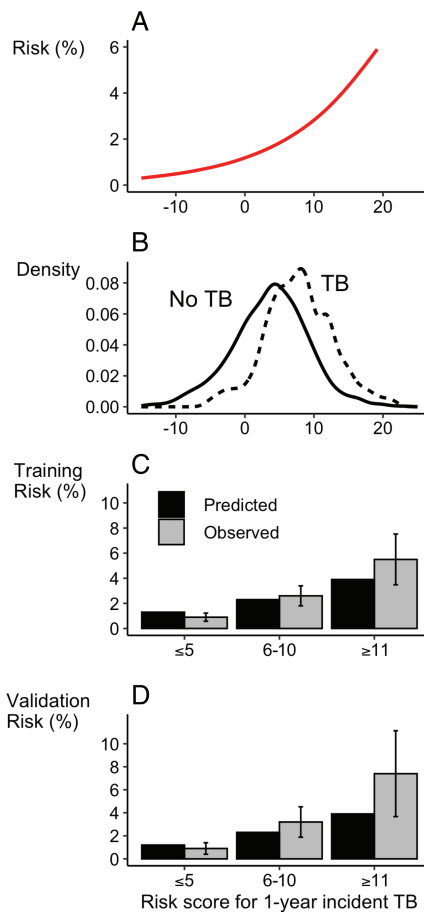 A
Risk (%)
6
4
2
0
-10 0 10 20
B
Density
No TB
TB
0.08
0.06
0.04
0.02
0.00
-10 0 10 20
C
Training
Risk (%)
10
8
6
4
2
0
Predicted
Observed
≤5 6-10 ≥11
D
Validation
Risk (%)
10
8
6
4
2
0
≤5 6-10 ≥11
Risk score for 1-year incident TB